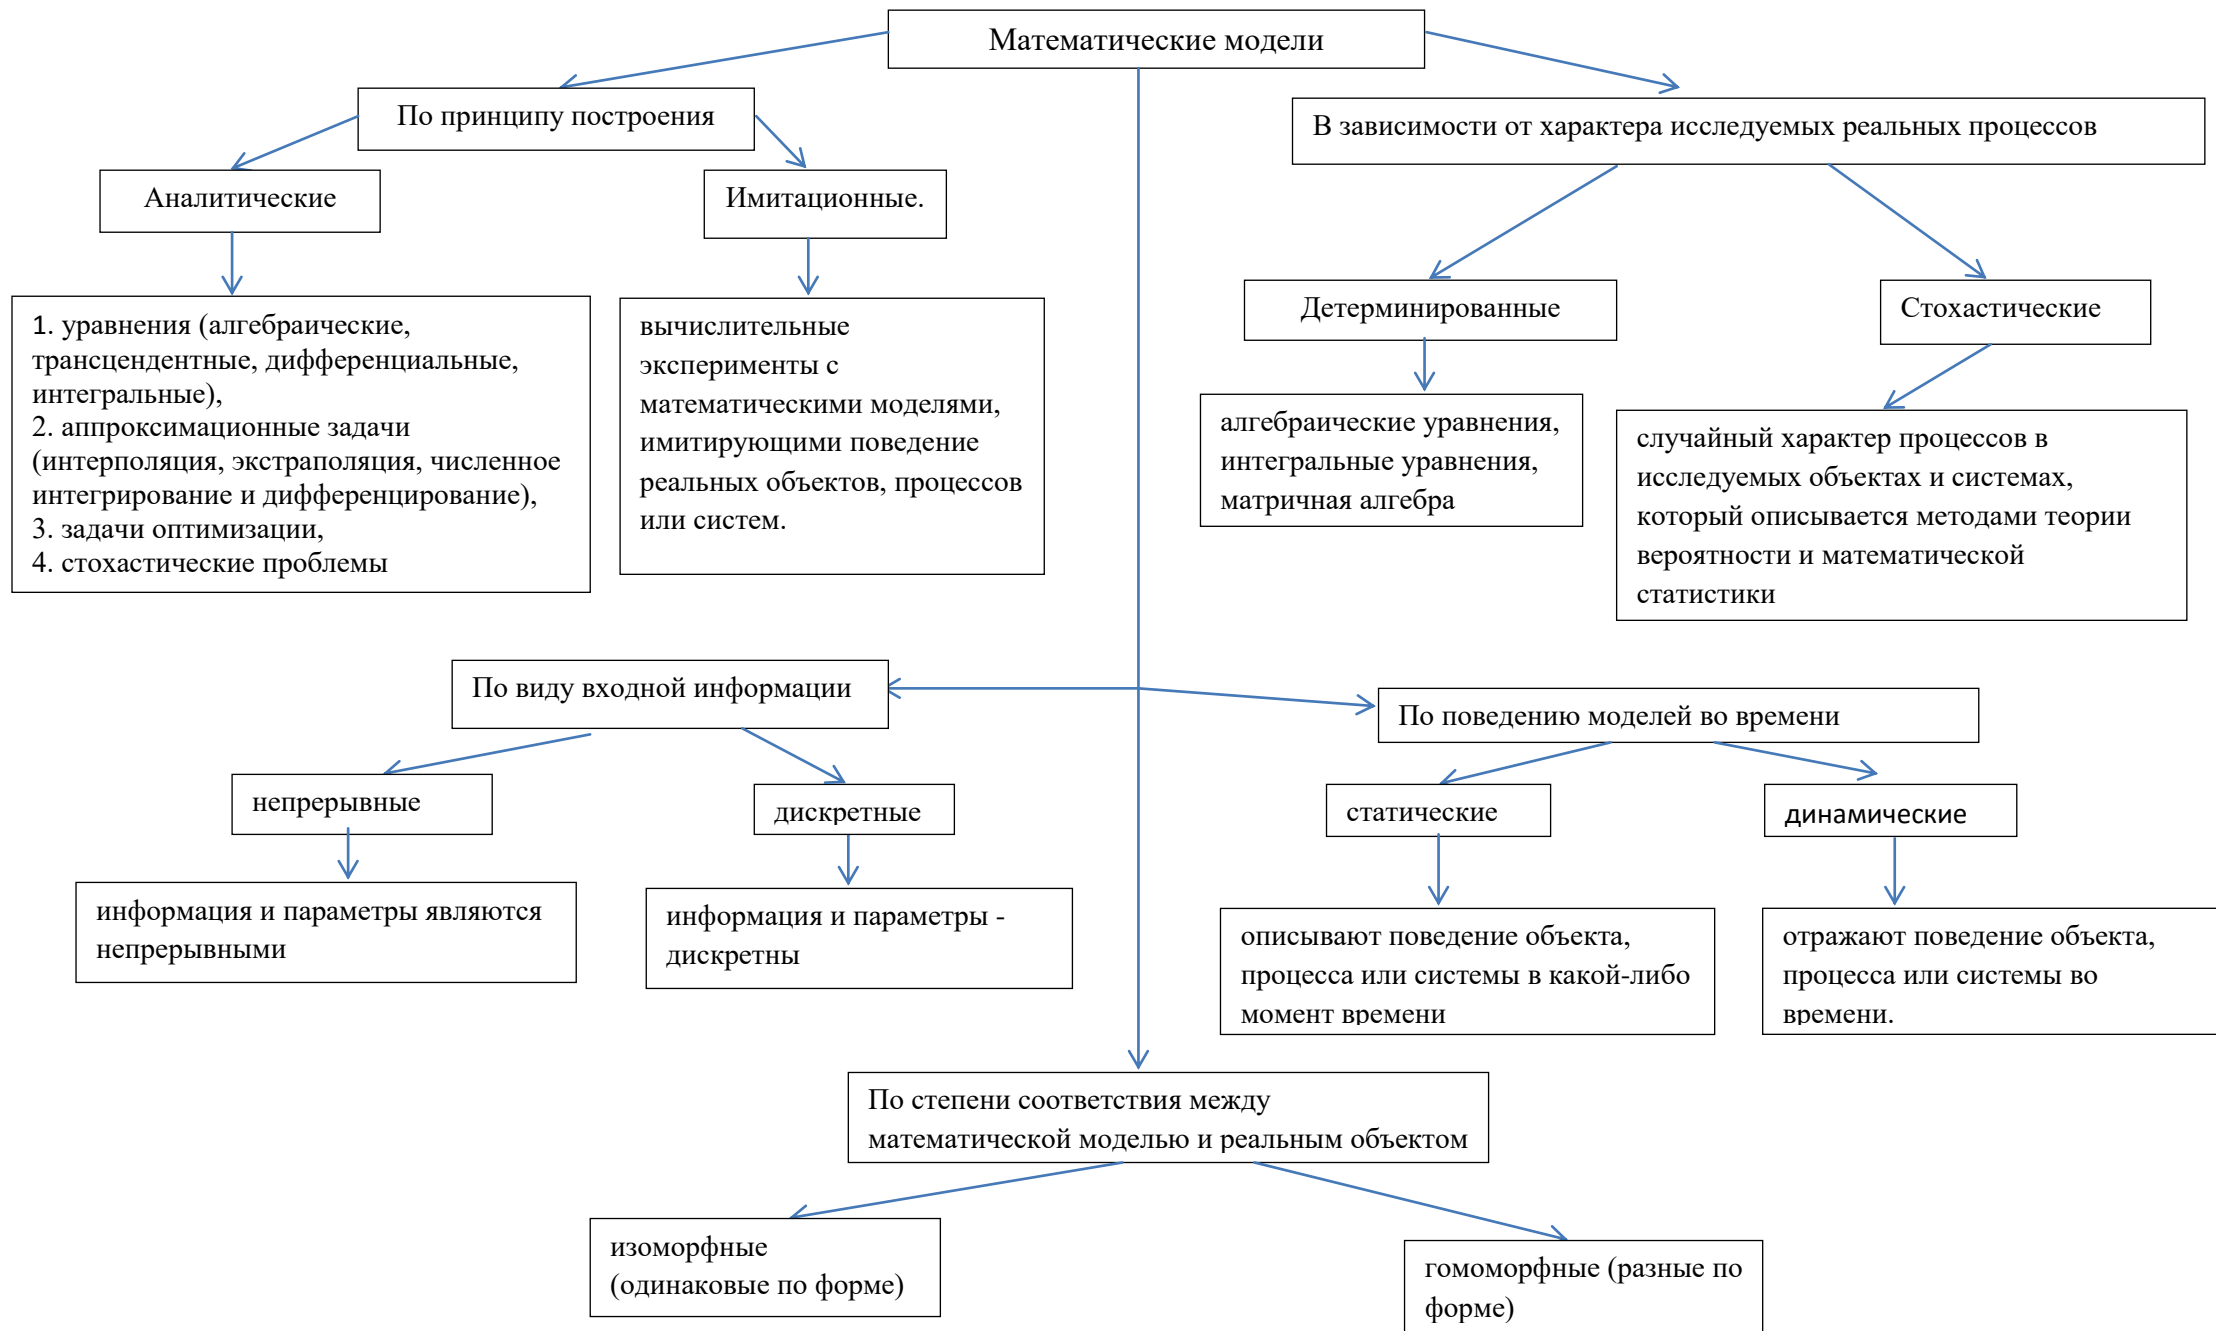 Математические модели
По принципу построения
В зависимости от характера исследуемых реальных процессов
Аналитические
Имитационные.
1. уравнения (алгебраические,
трансцендентные, дифференциальные,
интегральные),
2. аппроксимационные задачи
(интерполяция, экстраполяция, численное
интегрирование и дифференцирование),
3. задачи оптимизации,
4. стохастические проблемы
вычислительные
эксперименты с
математическими моделями,
имитирующими поведение
реальных объектов, процессов
или систем.
Детерминированные
Стохастические
алгебраические уравнения,
интегральные уравнения,
матричная алгебра
случайный характер процессов в
исследуемых объектах и системах,
который описывается методами теории
вероятности и математической
статистики
По виду входной информации
По поведению моделей во времени
непрерывные
дискретные
статические
динамические
информация и параметры являются
непрерывными
информация и параметры -
дискретны
описывают поведение объекта,
процесса или системы в какой-либо
момент времени
отражают поведение объекта,
процесса или системы во
времени.
По степени соответствия между
математической моделью и реальным объектом
изоморфные
(одинаковые по форме)
гомоморфные (разные по
форме)